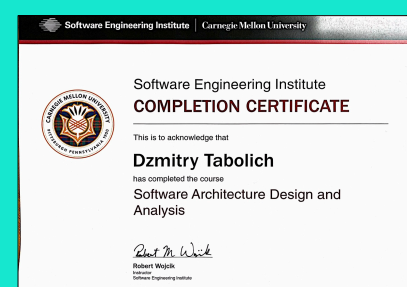 Software Engineering Institute | Carnegie Mellon University
Software Engineering Institute
COMPLETION CERTIFICATE
CARNEGIE MELLON UNIVERSITY
PITTSBURGH PENNSYLVANIA 1900
This is to acknowledge that
Dzmitry Tabolich
has completed the course
Software Architecture Design and
Analysis
Robert M. Wojcik
Robert Wojcik
Instructor
Software Engineering Institute